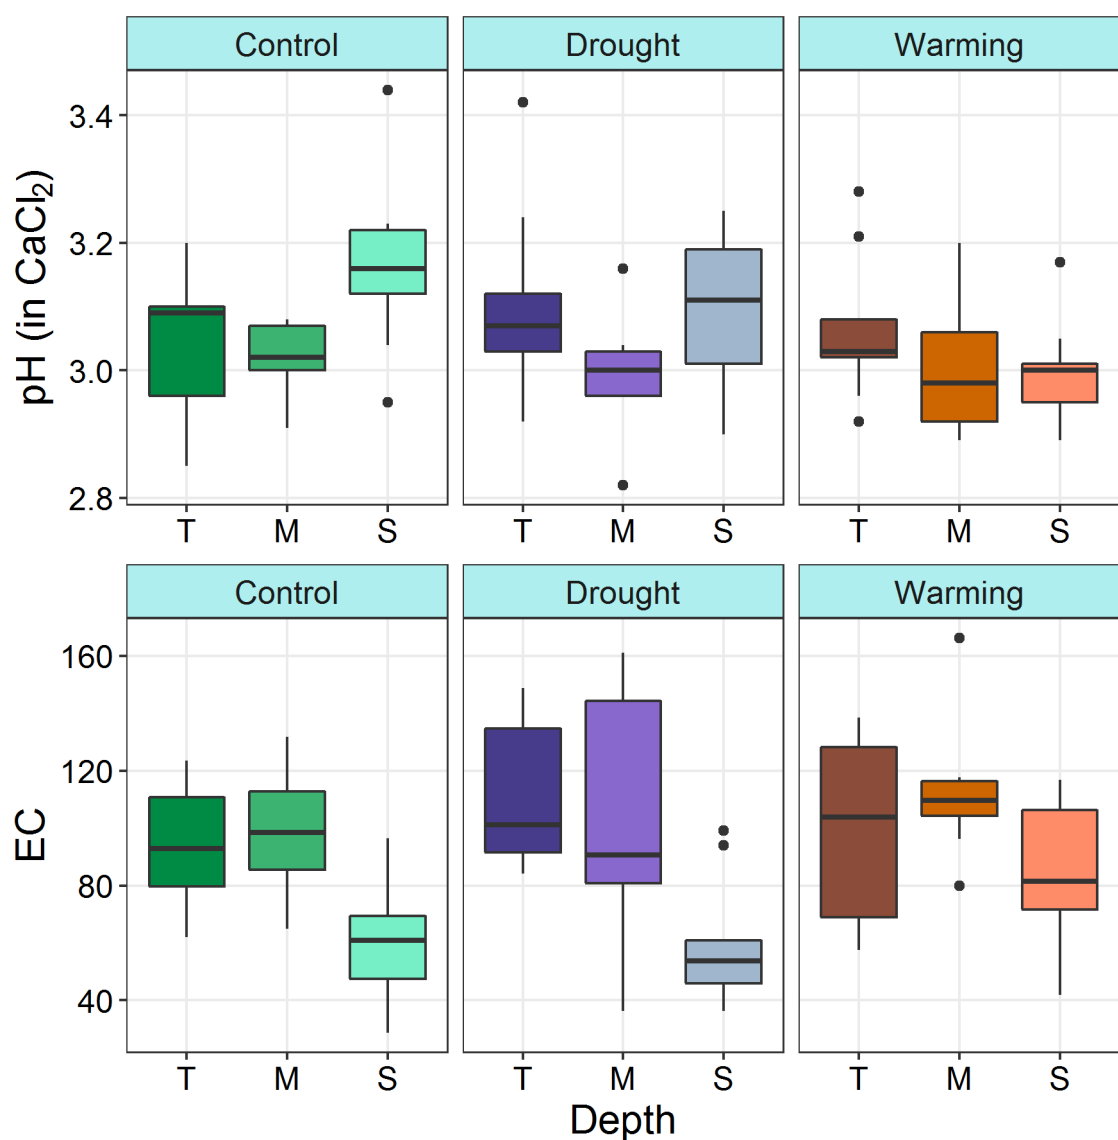 Control Drought Warming
pH (in CaCl₂)
3.4
3.2
3.0
2.8
T M S T M S T M S
Control Drought Warming
EC
160
120
80
40
T M S T M S T M S
Depth